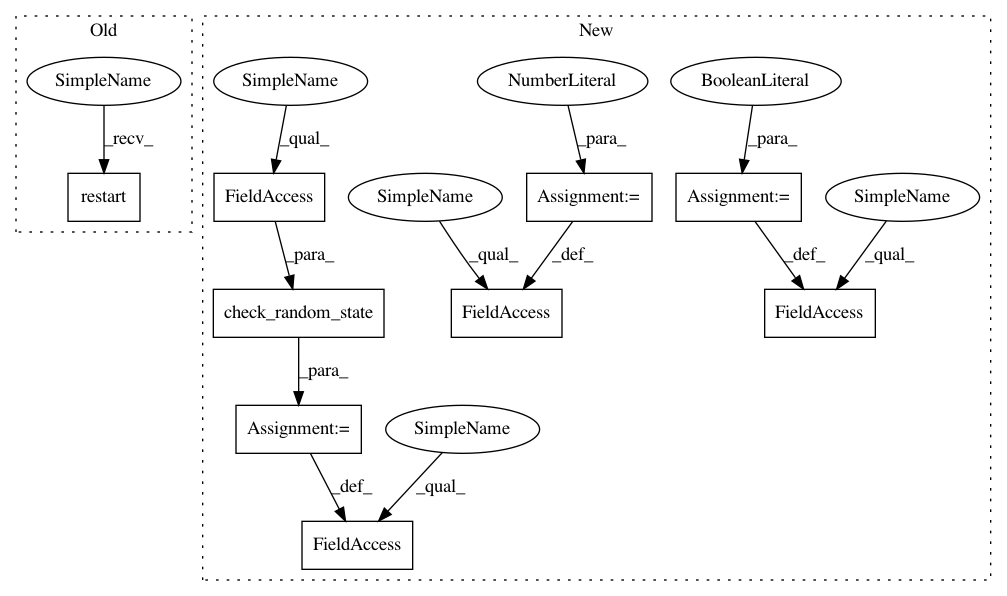 Old
New
SimpleName
SimpleName
NumberLiteral
BooleanLiteral
_recv_
_qual_
_para_
_para_
restart
FieldAccess
SimpleName
Assignment:=
Assignment:=
SimpleName
_para_
_qual_
_def_
_def_
_qual_
check_random_state
FieldAccess
FieldAccess
_para_
Assignment:=
SimpleName
_def_
_qual_
FieldAccess